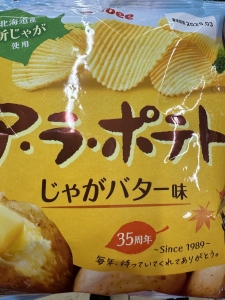 北海道産
新じゃが
使用
bee
ア・ラ・ポテト
じゃがバター味
35周年
~Since 1989~
毎年、待っていてくれてありがとう。